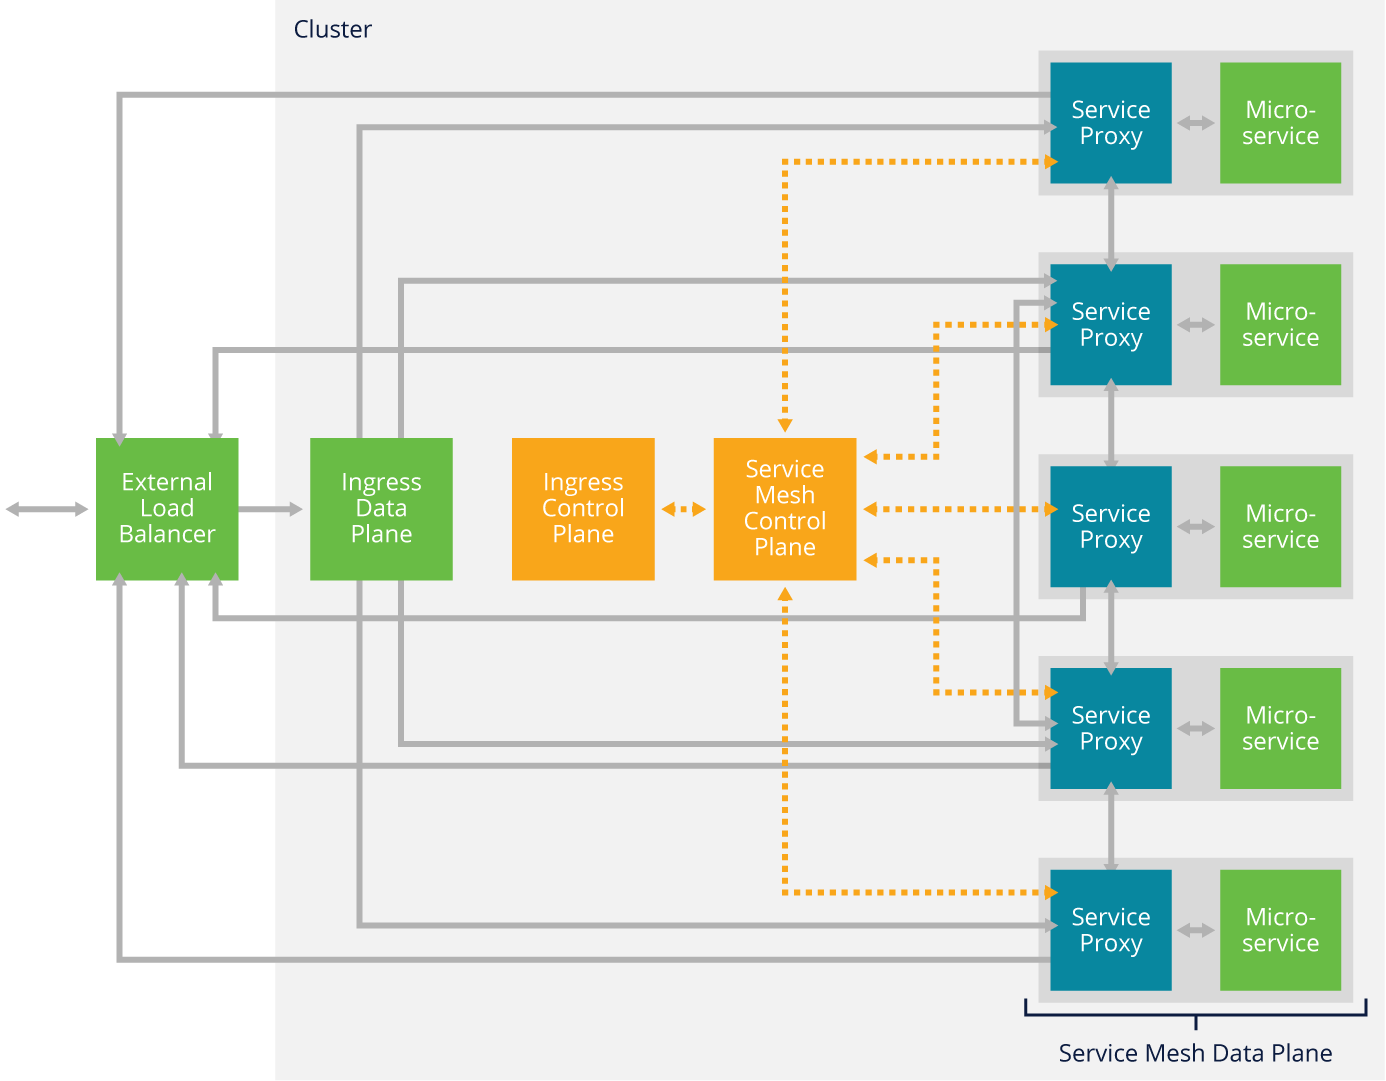 Cluster
Service
Proxy
Micro-
service
Service
Proxy
Micro-
service
External
Load
Balancer
Ingress
Data
Plane
Ingress
Control
Plane
Service
Mesh
Control
Plane
Service
Proxy
Micro-
service
Service
Proxy
Micro-
service
Service
Proxy
Micro-
service
Service Mesh Data Plane